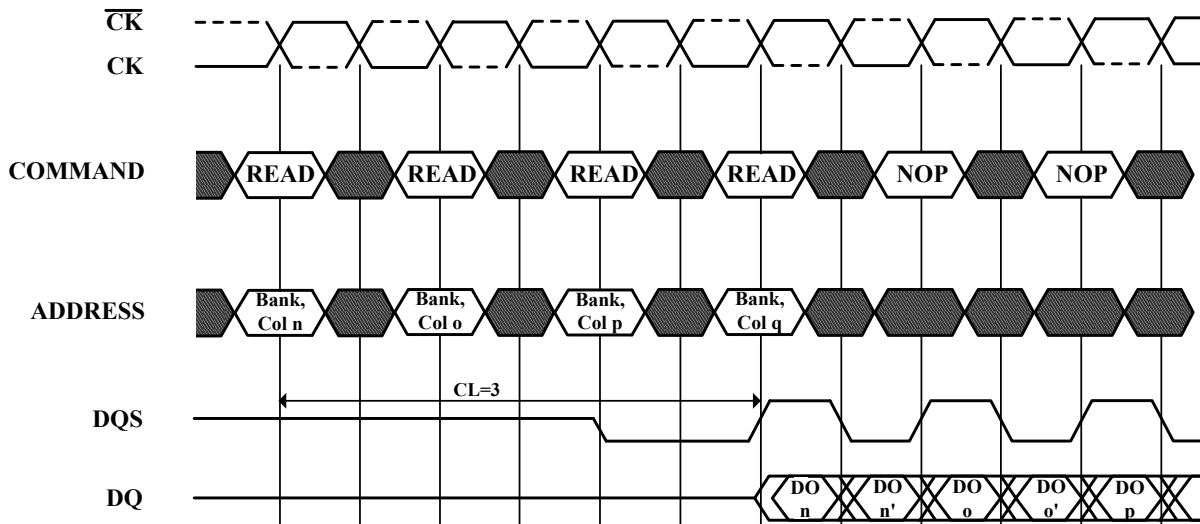 CK
CK
COMMAND
READ READ READ READ NOP NOP
ADDRESS
Bank, Col n
Bank, Col o
Bank, Col p
Bank, Col q
CL=3
DQS
DQ
DO n
DO n'
DO o
DO o'
DO p